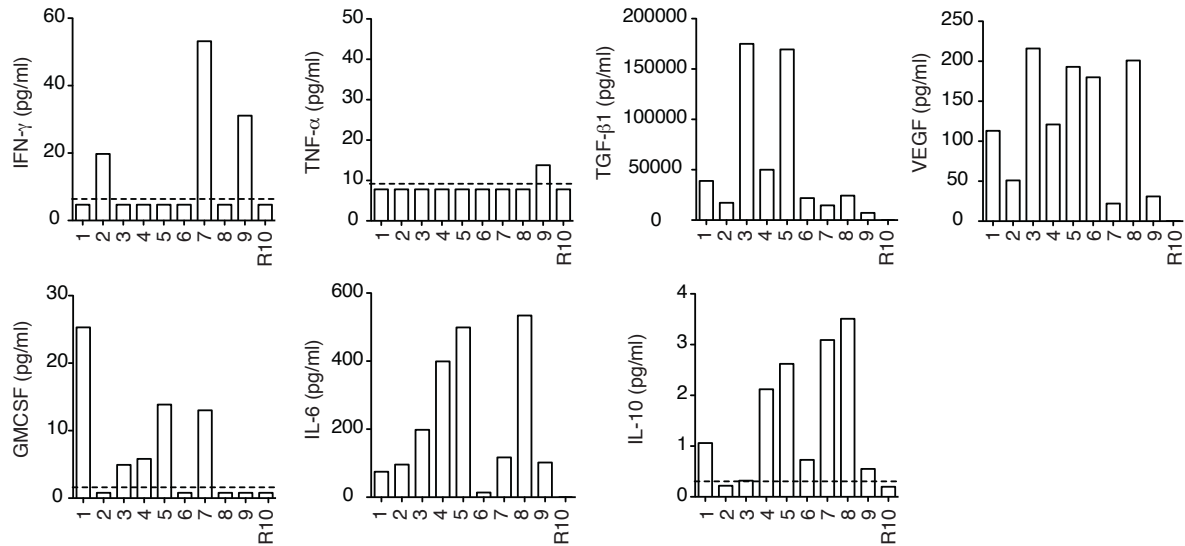 IFN-γ (pg/ml)
60
40
20
0
1 2 3 4 5 6 7 8 9 R10
TNF-α (pg/ml)
50
40
30
20
10
0
1 2 3 4 5 6 7 8 9 R10
TGF-β1 (pg/ml)
200000
150000
100000
50000
0
1 2 3 4 5 6 7 8 9 R10
VEGF (pg/ml)
250
200
150
100
50
0
1 2 3 4 5 6 7 8 9 R10
GMCSF (pg/ml)
30
20
10
0
1 2 3 4 5 6 7 8 9 R10
IL-6 (pg/ml)
600
400
200
0
1 2 3 4 5 6 7 8 9 R10
IL-10 (pg/ml)
4
3
2
1
0
1 2 3 4 5 6 7 8 9 R10